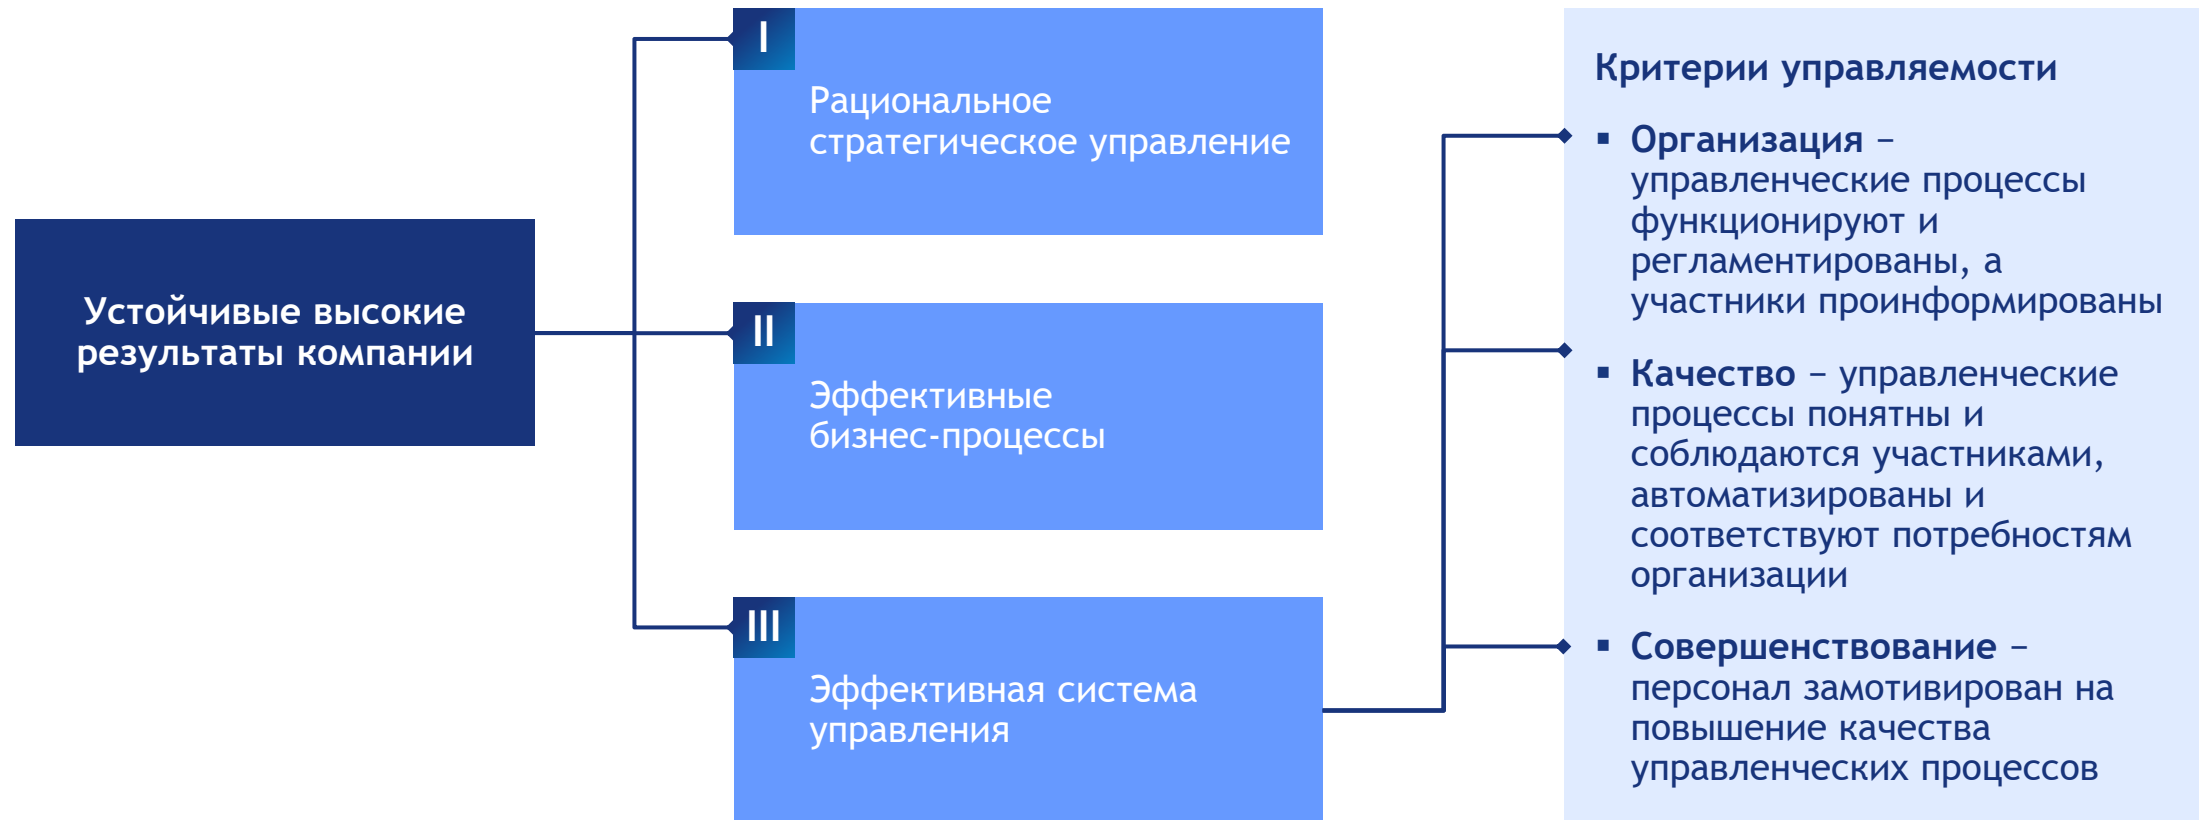 Устойчивые высокие
результаты компании
I
Рациональное
стратегическое управление
II
Эффективные
бизнес-процессы
III
Эффективная система
управления
Критерии управляемости
▪ Организация –
управленческие процессы
функционируют и
регламентированы, а
участники проинформированы
▪ Качество – управленческие
процессы понятны и
соблюдаются участниками,
автоматизированы и
соответствуют потребностям
организации
▪ Совершенствование –
персонал замотивирован на
повышение качества
управленческих процессов